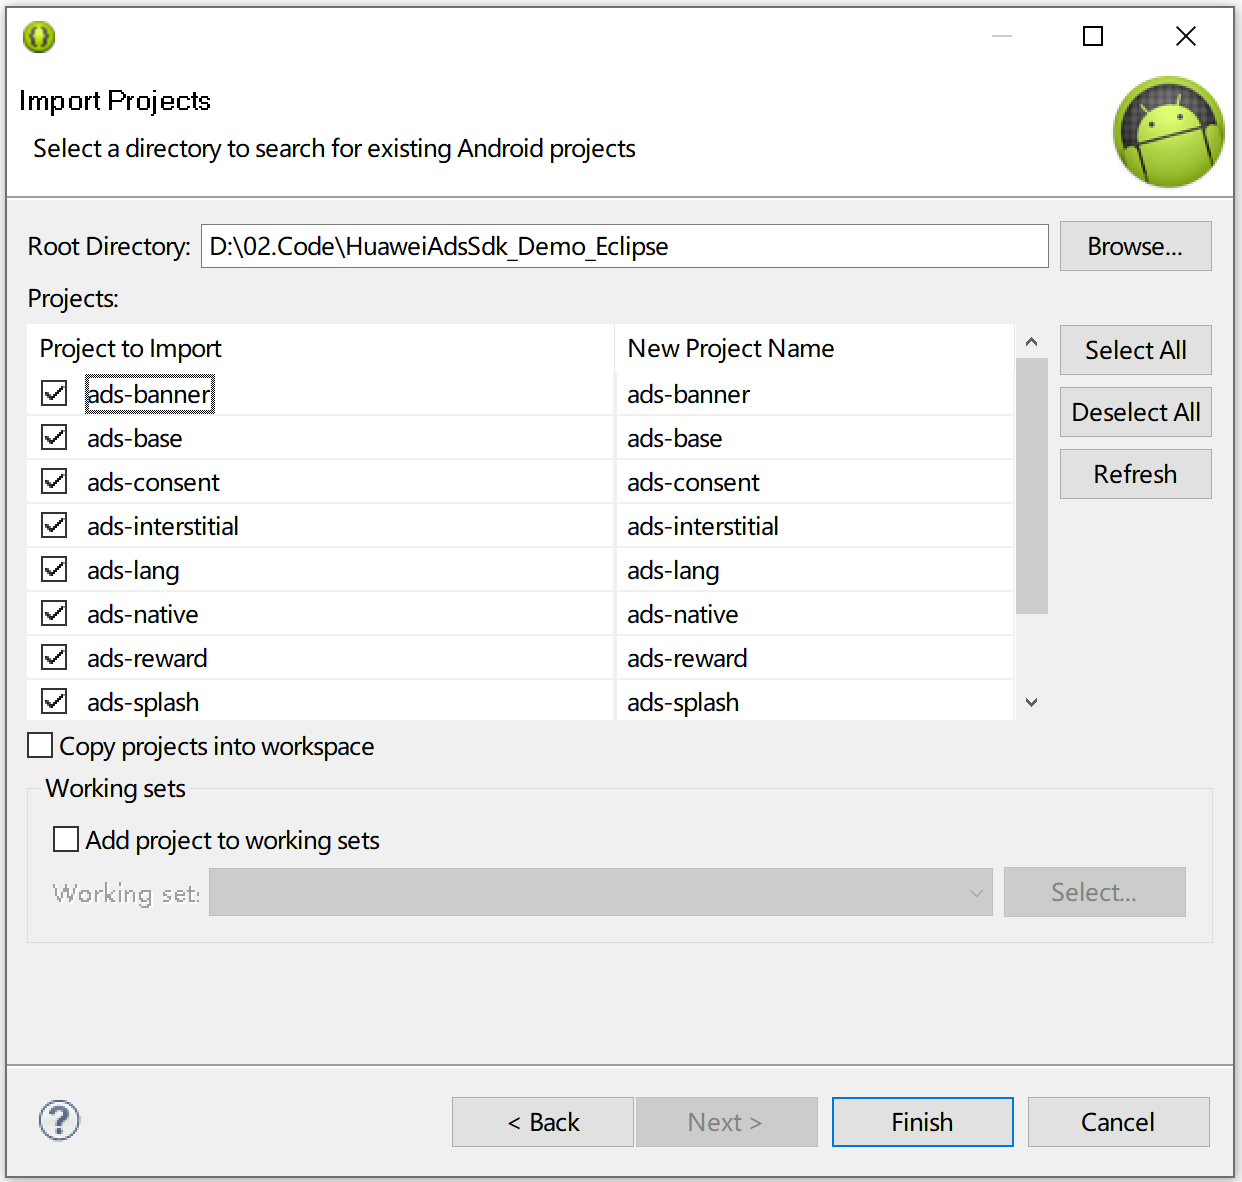 Import Projects
Select a directory to search for existing Android projects
Root Directory: D:\02.Code\HuaweiAdsSdk_Demo_Eclipse Browse...
Projects:
Project to Import New Project Name Select All
ads-banner ads-banner
ads-base ads-base Deselect All
ads-consent ads-consent Refresh
ads-interstitial ads-interstitial
ads-lang ads-lang
ads-native ads-native
ads-reward ads-reward
ads-splash ads-splash
Copy projects into workspace
Working sets
Add project to working sets
Working set: Select...
? < Back Next > Finish Cancel